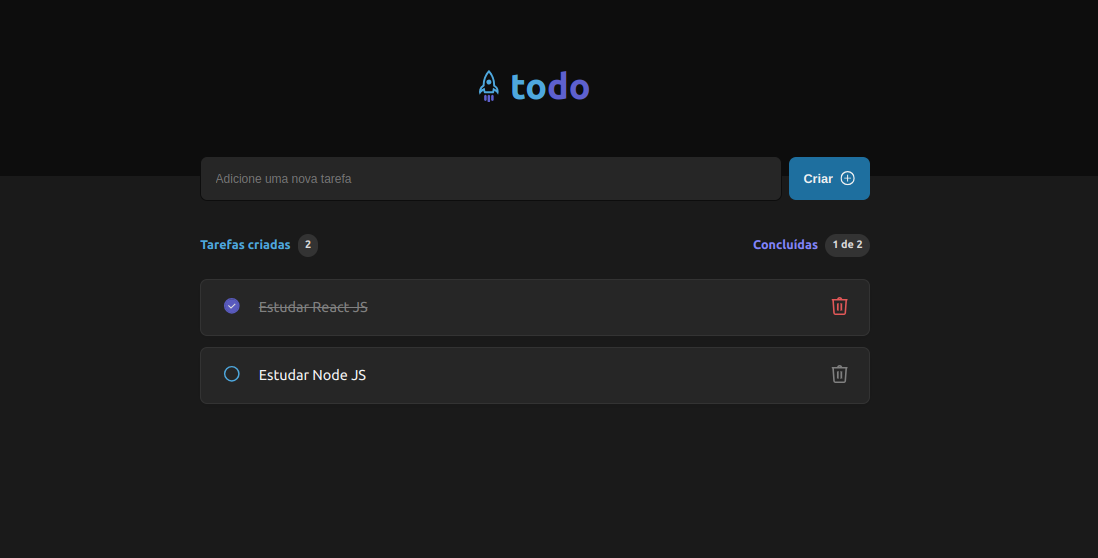 todo
Adicione uma nova tarefa
Criar
Tarefas criadas 2
Concluídas 1 de 2
Estudar React JS
Estudar Node JS